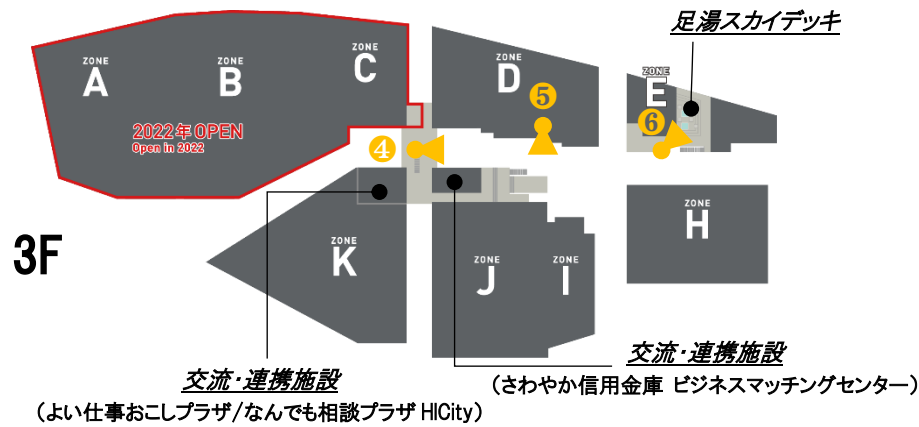 足湯スカイデッキ
ZONE
A
ZONE
B
ZONE
C
ZONE
D
ZONE
E
❺
❻
2022年 OPEN
Open in 2022
❹
3F
ZONE
K
ZONE
J
ZONE
I
ZONE
H
交流・連携施設
（よい仕事おこしプラザ/なんでも相談プラザ HICity）
交流・連携施設
（さわやか信用金庫 ビジネスマッチングセンター）